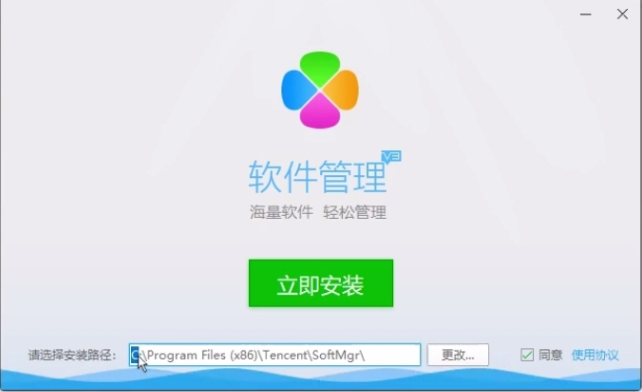 软件管理 V3
海量软件 轻松管理
立即安装
请选择安装路径: C:\Program Files (x86)\Tencent\SoftMgr\ 更改... 同意 使用协议